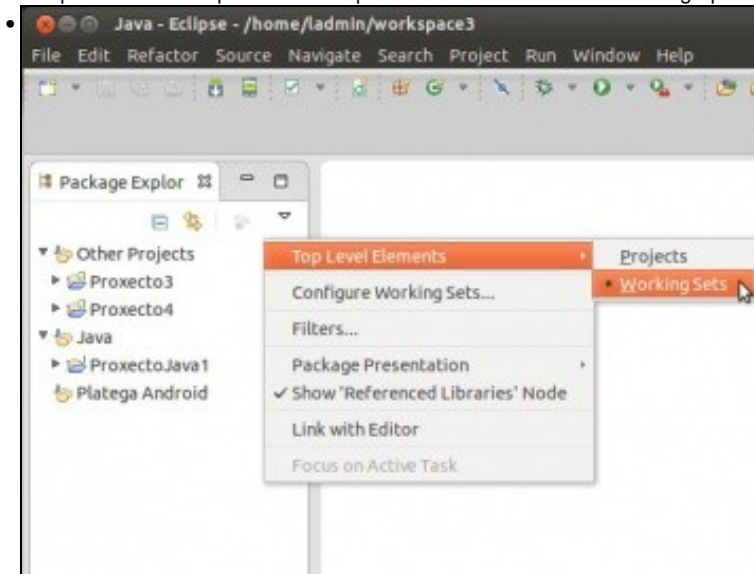 Java - Eclipse - /home/ladmin/workspace3
File Edit Refactor Source Navigate Search Project Run Window Help
Package Explor
Other Projects
Proxecto3
Proxecto4
Java
ProxectoJava1
Platega Android
Top Level Elements
Configure Working Sets...
Filters...
Package Presentation
Show 'Referenced Libraries' Node
Link with Editor
Focus on Active Task
Projects
Working Sets